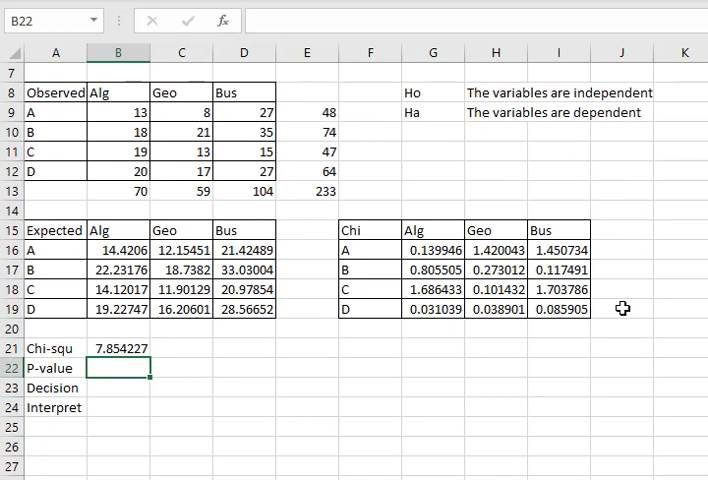 B22 fx
A B C D E F G H I J K
7
8 Observed Alg Geo Bus Ho The variables are independent
9 A 13 8 27 48 Ha The variables are dependent
10 B 18 21 35 74
11 C 19 13 15 47
12 D 20 17 27 64
13 70 59 104 233
14
15 Expected Alg Geo Bus Chi Alg Geo Bus
16 A 14.4206 12.15451 21.42489 A 0.139946 1.420043 1.450734
17 B 22.23176 18.7382 33.03004 B 0.805505 0.273012 0.117491
18 C 14.12017 11.90129 20.97854 C 1.686433 0.101432 1.703786
19 D 19.22747 16.20601 28.56652 D 0.031039 0.038901 0.085905
20
21 Chi-squ 7.854227
22 P-value
23 Decision
24 Interpret
25
26
27